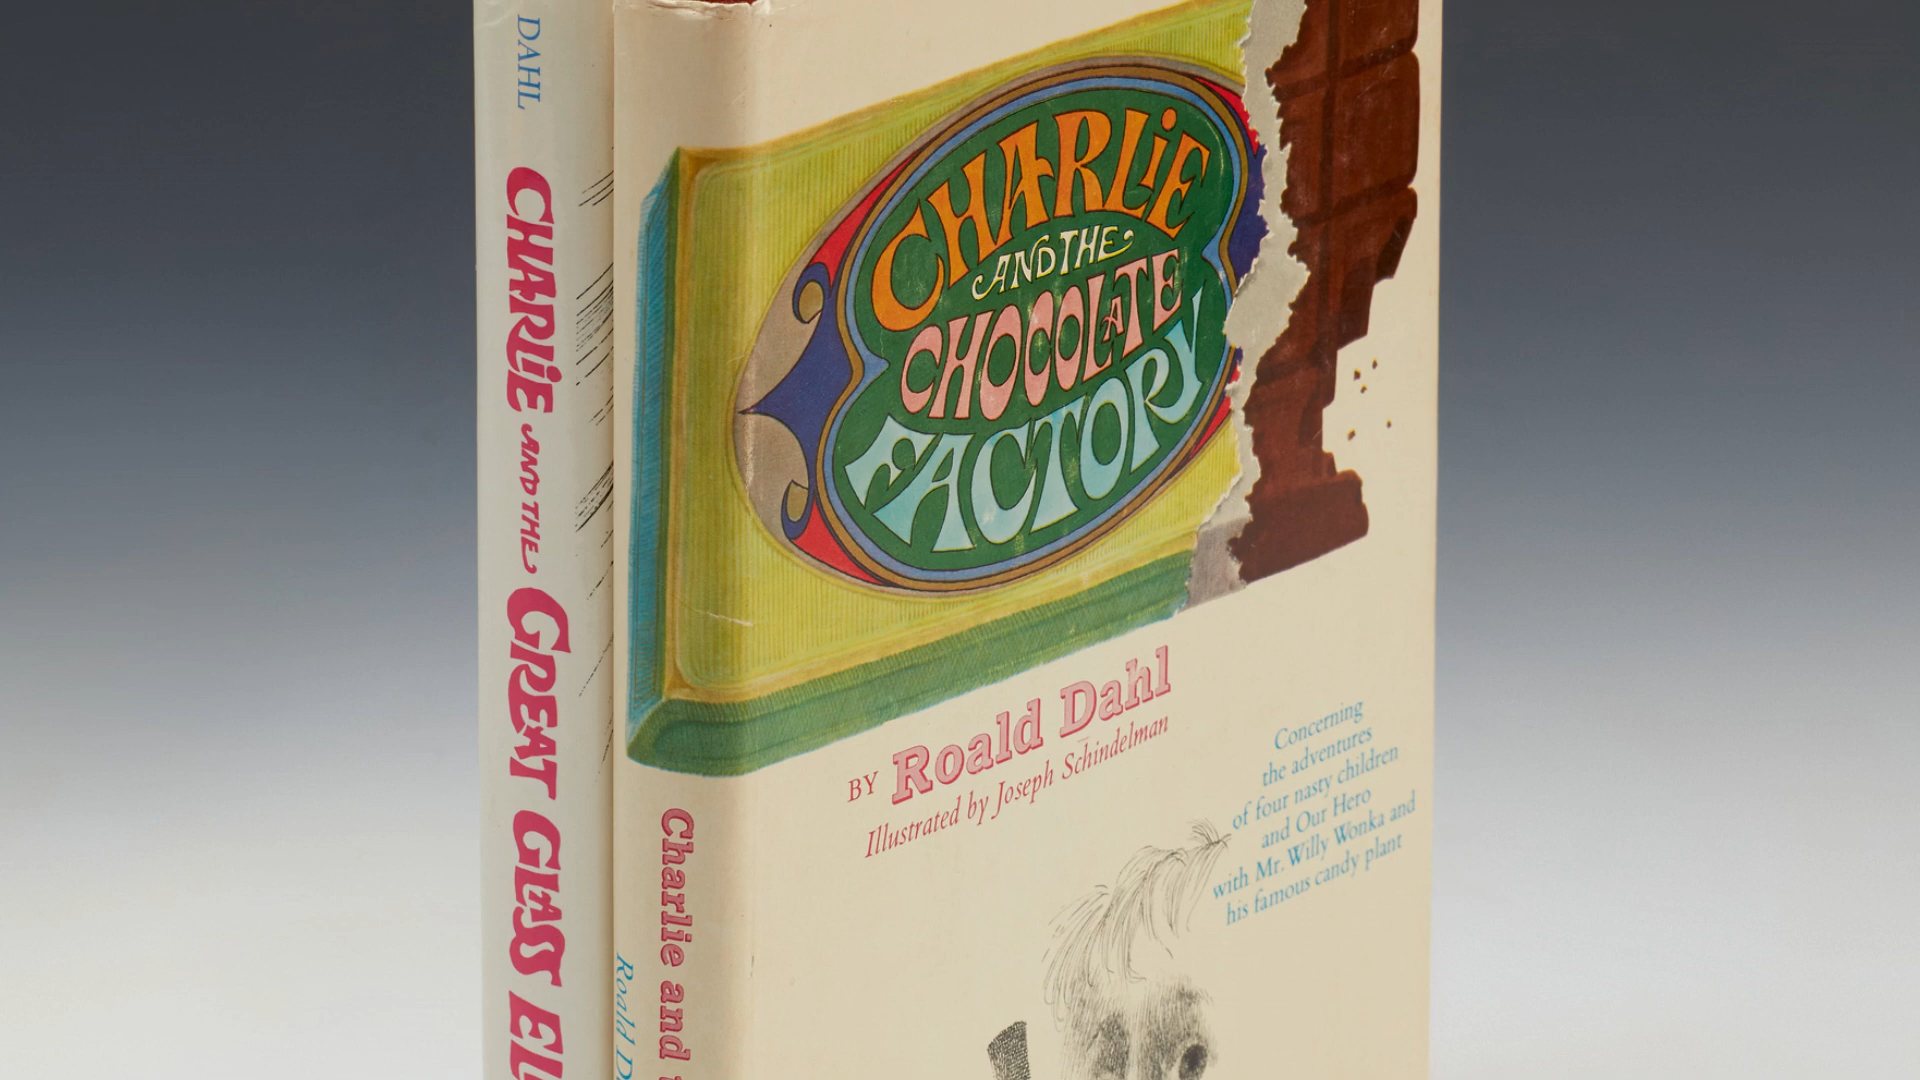 DAHL
CHARLIE AND THE GREAT GLASS
CHARLIE
AND THE
CHOCOLATE
FACTORY
BY Roald Dahl
Illustrated by Joseph Schindelman
Concerning
the adventures
of four nasty children
and Our Hero
with Mr. Willy Wonka and
his famous candy plant
Charlie and
Roald